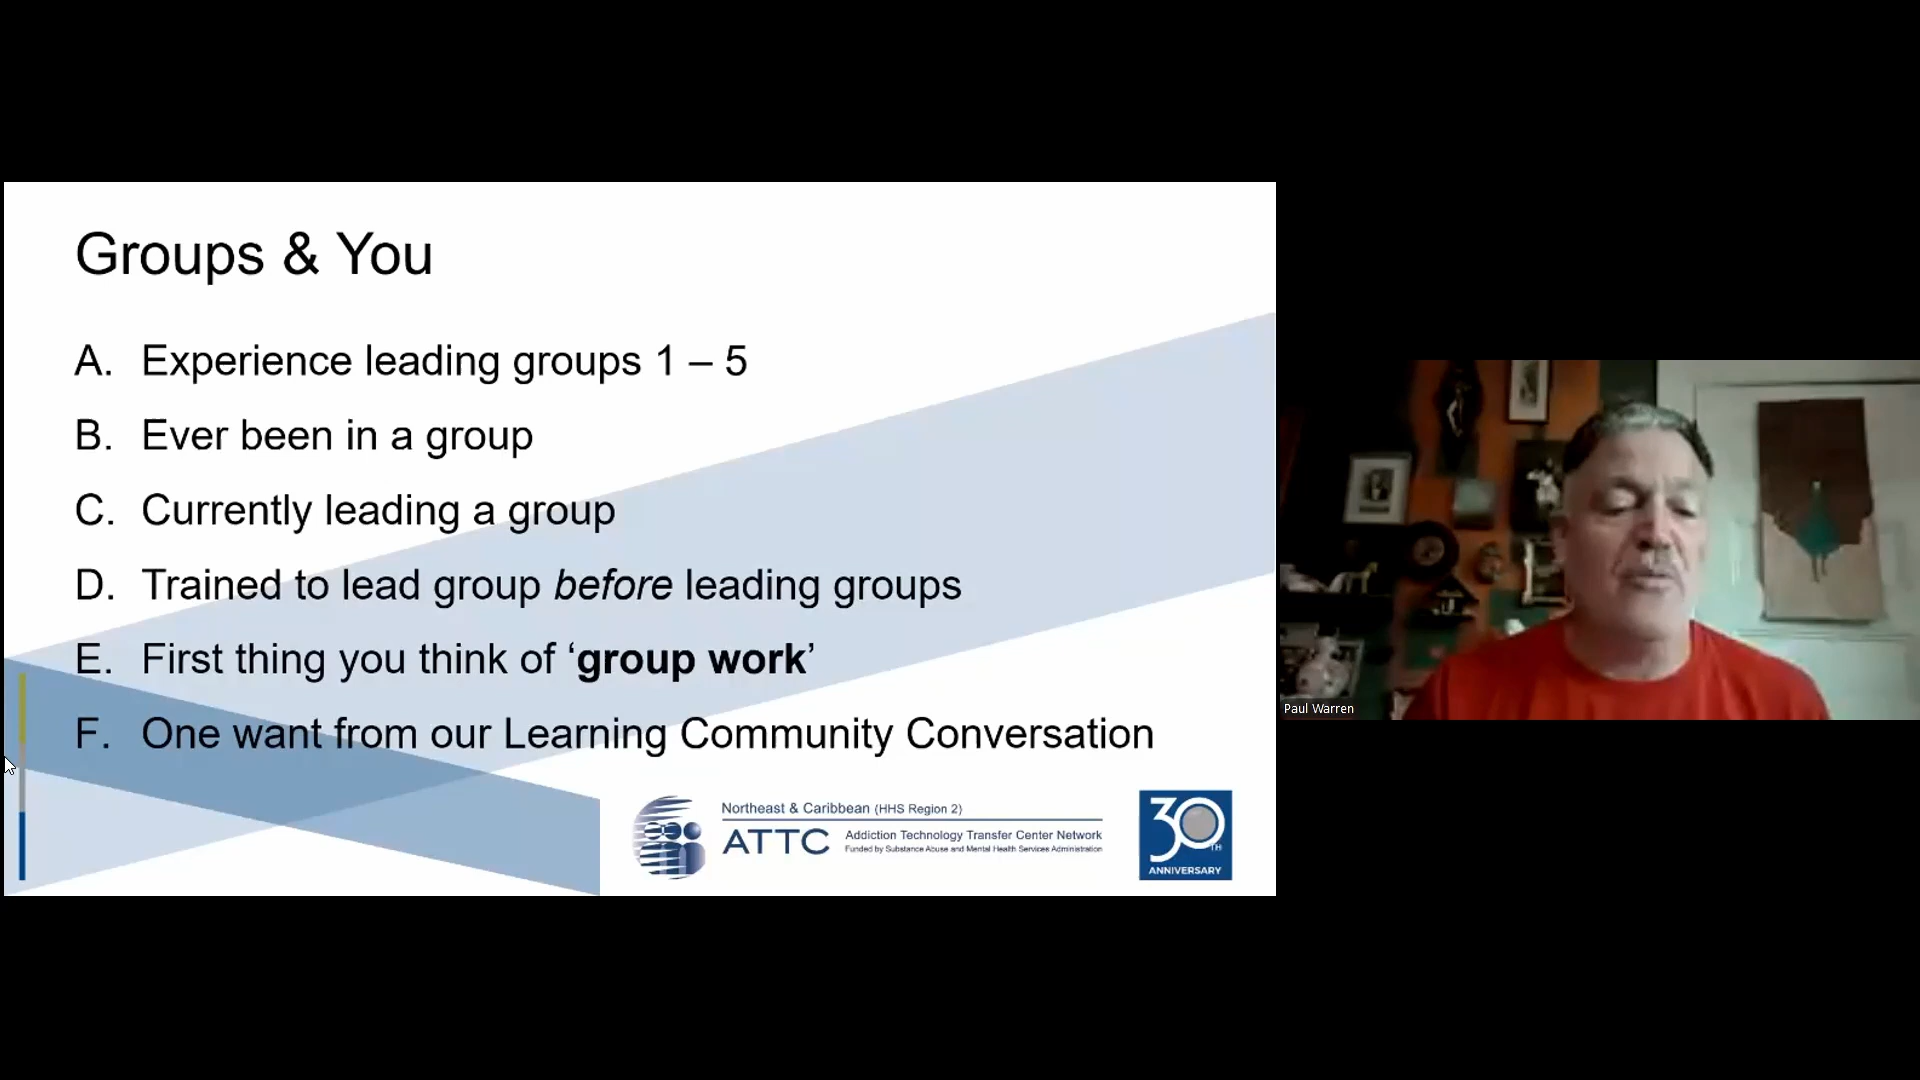 Groups & You
A. Experience leading groups 1 – 5
B. Ever been in a group
C. Currently leading a group
D. Trained to lead group before leading groups
E. First thing you think of ‘group work’
F. One want from our Learning Community Conversation
Northeast & Caribbean (HHS Region 2)
ATTC
Addiction Technology Transfer Center Network
Funded by Substance Abuse and Mental Health Services Administration
30TH
ANNIVERSARY
Paul Warren